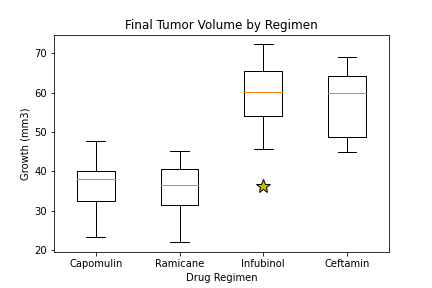 Final Tumor Volume by Regimen
Growth (mm3)
70
60
50
40
30
20
Capomulin Ramicane Infubinol Ceftamin
Drug Regimen